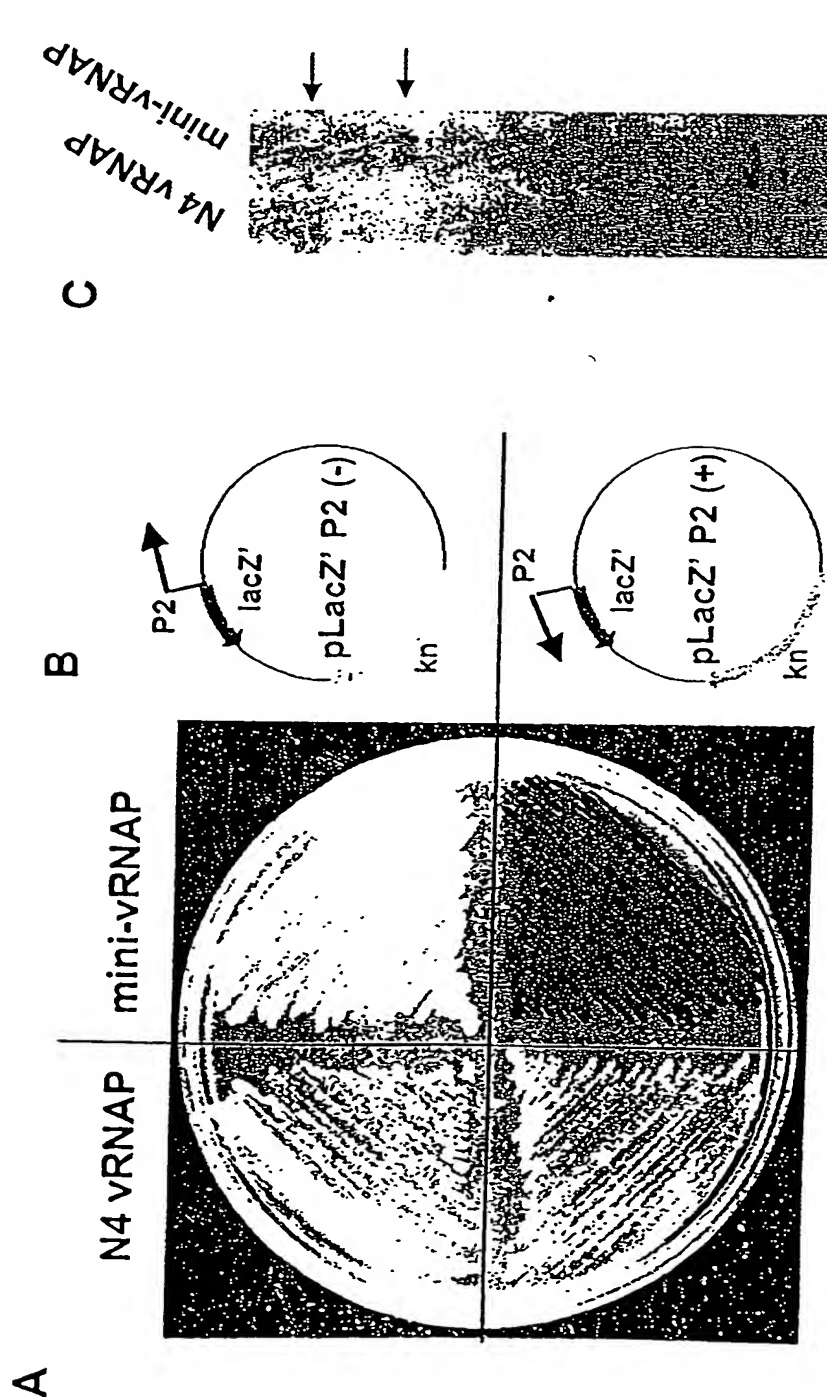 A
N4 vRNAP
mini-vRNAP
B
P2
lacZ'
pLacZ' P2 (-)
kn
P2
lacZ'
pLacZ' P2 (+)
kn
C
N4 vRNAP
mini-vRNAP